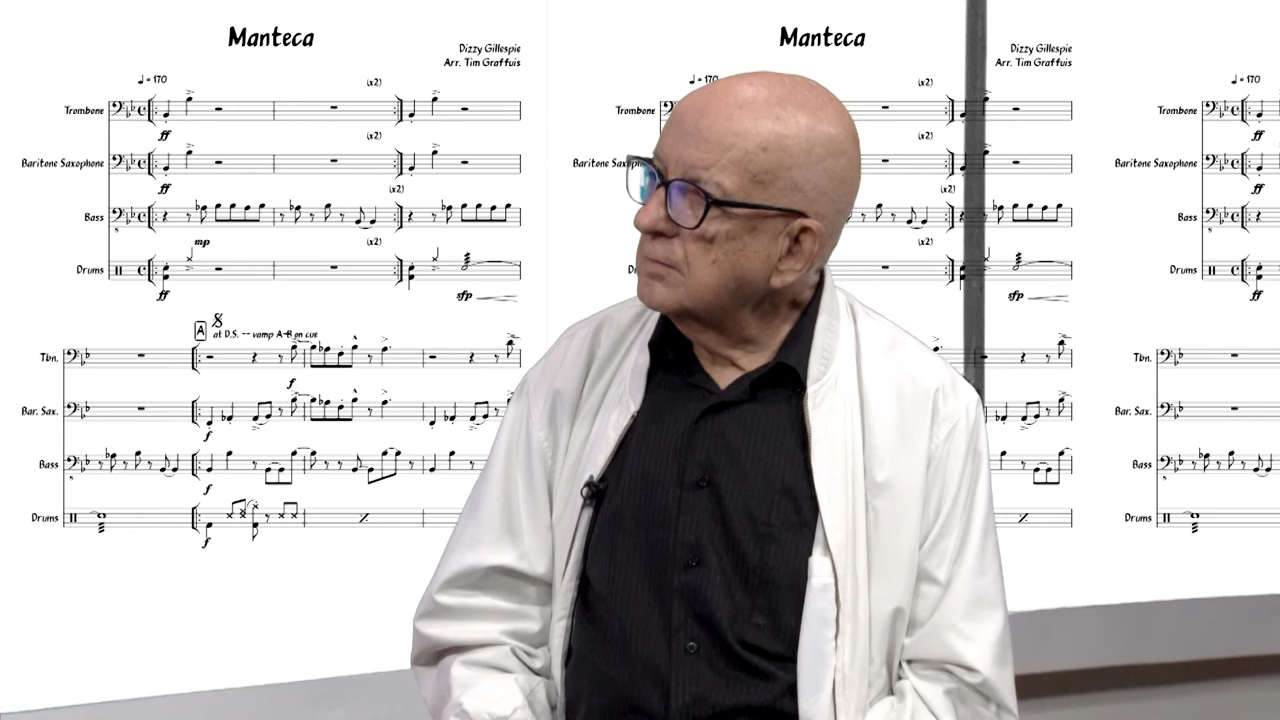 Manteca
Dizzy Gillespie
Arr. Tim Graffuis
♩ = 170
(x2)
Trombone
ff
(x2)
Baritone Saxophone
ff
(x2)
Bass
mp
(x2)
Drums
ff
sfp
A
at D.S. -- vamp A-B on cue
Tbn.
f
Bar. Sax.
f
Bass
f
Drums
f
Manteca
Dizzy Gillespie
Arr. Tim Graffuis
♩ = 170
(x2)
Trombone
Baritone
(x2)
(x2)
sfp
♩ = 170
Trombone
ff
Baritone Saxophone
ff
Bass
Drums
ff
Tbn.
Bar. Sax.
Bass
Drums